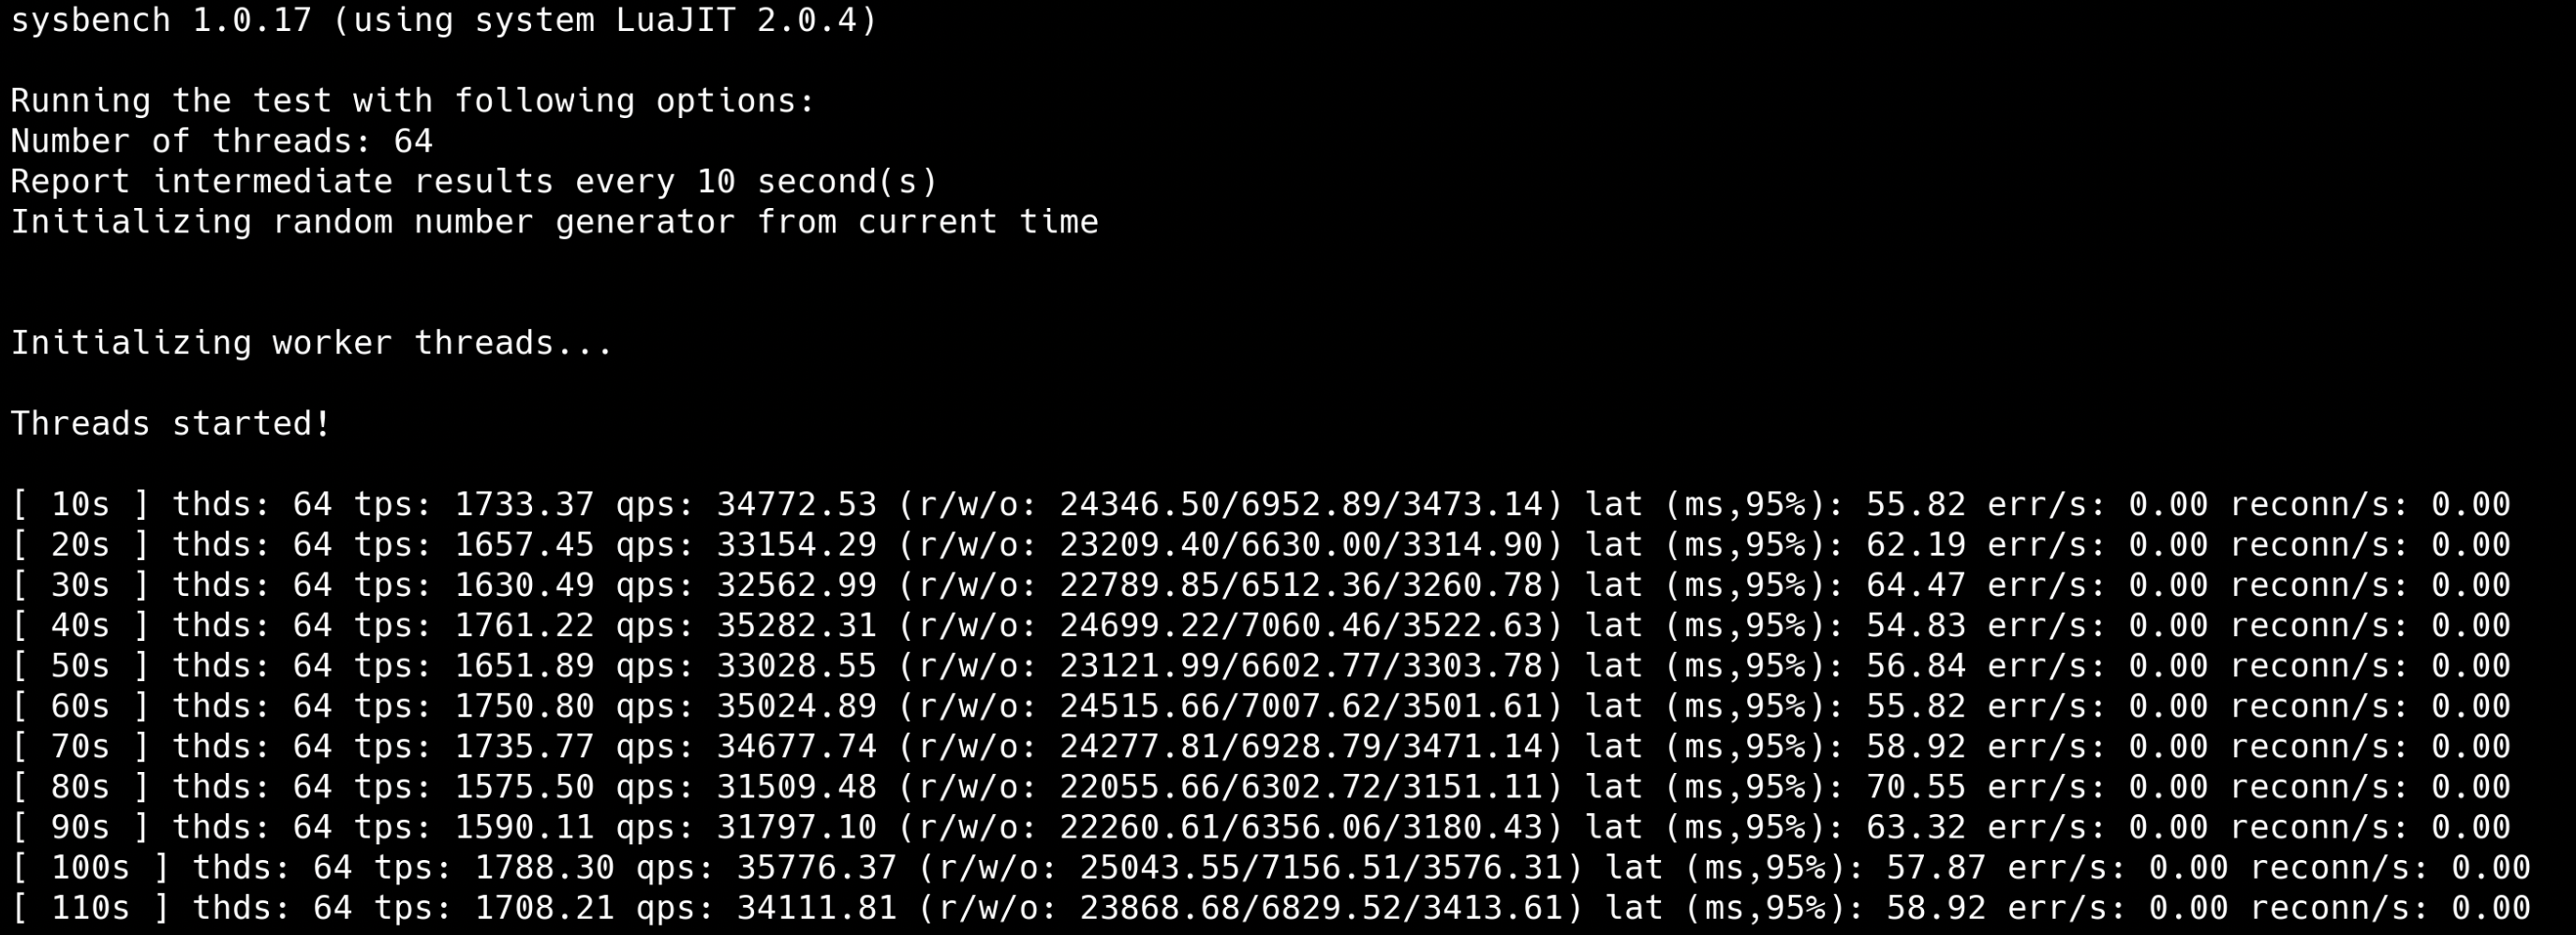 sysbench 1.0.17 (using system LuaJIT 2.0.4)
Running the test with following options:
Number of threads: 64
Report intermediate results every 10 second(s)
Initializing random number generator from current time
Initializing worker threads...
Threads started!
[ 10s ] thds: 64 tps: 1733.37 qps: 34772.53 (r/w/o: 24346.50/6952.89/3473.14) lat (ms,95%): 55.82 err/s: 0.00 reconn/s: 0.00
[ 20s ] thds: 64 tps: 1657.45 qps: 33154.29 (r/w/o: 23209.40/6630.00/3314.90) lat (ms,95%): 62.19 err/s: 0.00 reconn/s: 0.00
[ 30s ] thds: 64 tps: 1630.49 qps: 32562.99 (r/w/o: 22789.85/6512.36/3260.78) lat (ms,95%): 64.47 err/s: 0.00 reconn/s: 0.00
[ 40s ] thds: 64 tps: 1761.22 qps: 35282.31 (r/w/o: 24699.22/7060.46/3522.63) lat (ms,95%): 54.83 err/s: 0.00 reconn/s: 0.00
[ 50s ] thds: 64 tps: 1651.89 qps: 33028.55 (r/w/o: 23121.99/6602.77/3303.78) lat (ms,95%): 56.84 err/s: 0.00 reconn/s: 0.00
[ 60s ] thds: 64 tps: 1750.80 qps: 35024.89 (r/w/o: 24515.66/7007.62/3501.61) lat (ms,95%): 55.82 err/s: 0.00 reconn/s: 0.00
[ 70s ] thds: 64 tps: 1735.77 qps: 34677.74 (r/w/o: 24277.81/6928.79/3471.14) lat (ms,95%): 58.92 err/s: 0.00 reconn/s: 0.00
[ 80s ] thds: 64 tps: 1575.50 qps: 31509.48 (r/w/o: 22055.66/6302.72/3151.11) lat (ms,95%): 70.55 err/s: 0.00 reconn/s: 0.00
[ 90s ] thds: 64 tps: 1590.11 qps: 31797.10 (r/w/o: 22260.61/6356.06/3180.43) lat (ms,95%): 63.32 err/s: 0.00 reconn/s: 0.00
[ 100s ] thds: 64 tps: 1788.30 qps: 35776.37 (r/w/o: 25043.55/7156.51/3576.31) lat (ms,95%): 57.87 err/s: 0.00 reconn/s: 0.00
[ 110s ] thds: 64 tps: 1708.21 qps: 34111.81 (r/w/o: 23868.68/6829.52/3413.61) lat (ms,95%): 58.92 err/s: 0.00 reconn/s: 0.00